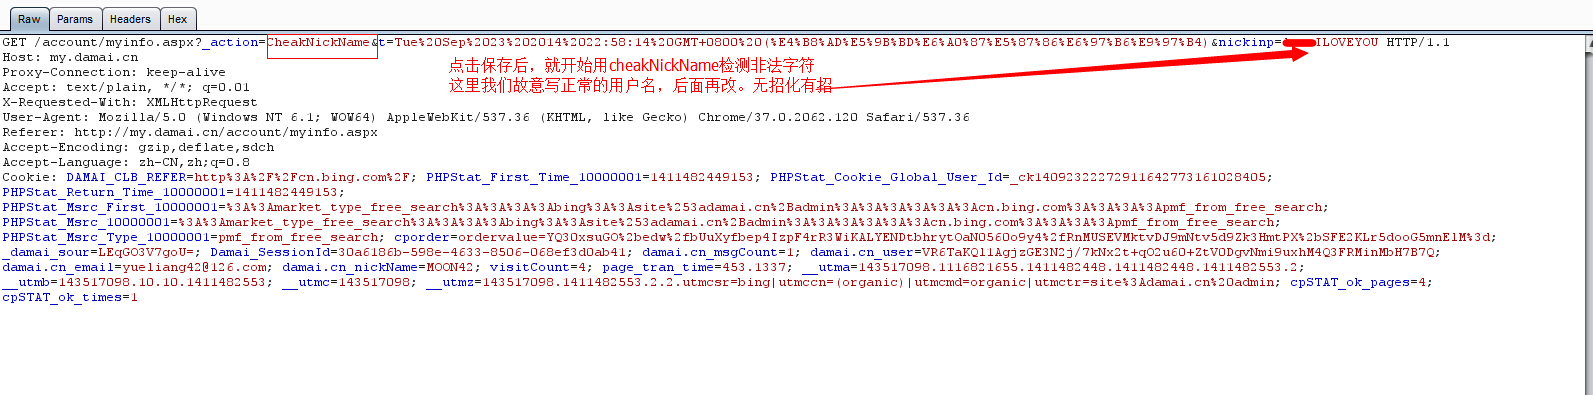 Raw Params Headers Hex
GET /account/myinfo.aspx?_action=CheakNickName&t=Tue%20Sep%2023%202014%2022:58:14%20GMT+0800%20(%E4%B8%AD%E5%9B%BD%E6%A0%87%E5%87%86%E6%97%B6%E9%97%B4)&nickinp= ILOVEYOU HTTP/1.1
Host: my.damai.cn
点击保存后，就开始用cheakNickName检测非法字符
Proxy-Connection: keep-alive
Accept: text/plain, */*; q=0.01
这里我们故意写正常的用户名，后面再改。无招化有招
X-Requested-With: XMLHttpRequest
User-Agent: Mozilla/5.0 (Windows NT 6.1; WOW64) AppleWebKit/537.36 (KHTML, like Gecko) Chrome/37.0.2062.120 Safari/537.36
Referer: http://my.damai.cn/account/myinfo.aspx
Accept-Encoding: gzip,deflate,sdch
Accept-Language: zh-CN,zh;q=0.8
Cookie: DAMAI_CLB_REFER=http%3A%2F%2Fcn.bing.com%2F; PHPStat_First_Time_10000001=1411482449153; PHPStat_Cookie_Global_User_Id=_ck14092322272911642773161028405;
PHPStat_Return_Time_10000001=1411482449153;
PHPStat_Msrc_First_10000001=%3A%3Amarket_type_free_search%3A%3A%3A%3Abing%3A%3Asite%253adamai.cn%2Badmin%3A%3A%3A%3A%3A%3Acn.bing.com%3A%3A%3A%3Apmf_from_free_search;
PHPStat_Msrc_10000001=%3A%3Amarket_type_free_search%3A%3A%3A%3Abing%3A%3Asite%253adamai.cn%2Badmin%3A%3A%3A%3A%3A%3Acn.bing.com%3A%3A%3A%3Apmf_from_free_search;
PHPStat_Msrc_Type_10000001=pmf_from_free_search; cporder=ordervalue=YQ30xsuGO%2bedw%2fbUuXyfbep4IzpF4rR3WiKALYENDtbhrytOaN0560o9y4%2fRnMUSEVMktvDJ9mNtv5d9Zk3HmtPX%2bSFE2KLr5dooG5mnElM%3d;
_damai_sour=LEqGO3V7goU=; Damai_SessionId=30a6186b-598e-4633-8506-068ef3d0ab41; damai.cn_msgCount=1; damai.cn_user=VR6TaKQ1lAgjzGE3N2j/7kNx2t+qO2u60+ZtVODgvNmi9uxhM4Q3FRMinMbH7B7Q;
damai.cn_email=yueliang42@126.com; damai.cn_nickName=MOON42; visitCount=4; page_tran_time=453.1337; __utma=143517098.1116821655.1411482448.1411482448.1411482553.2;
__utmb=143517098.10.10.1411482553; __utmc=143517098; __utmz=143517098.1411482553.2.2.utmcsr=bing|utmccn=(organic)|utmcmd=organic|utmctr=site%3Adamai.cn%20admin; cpSTAT_ok_pages=4;
cpSTAT_ok_times=1